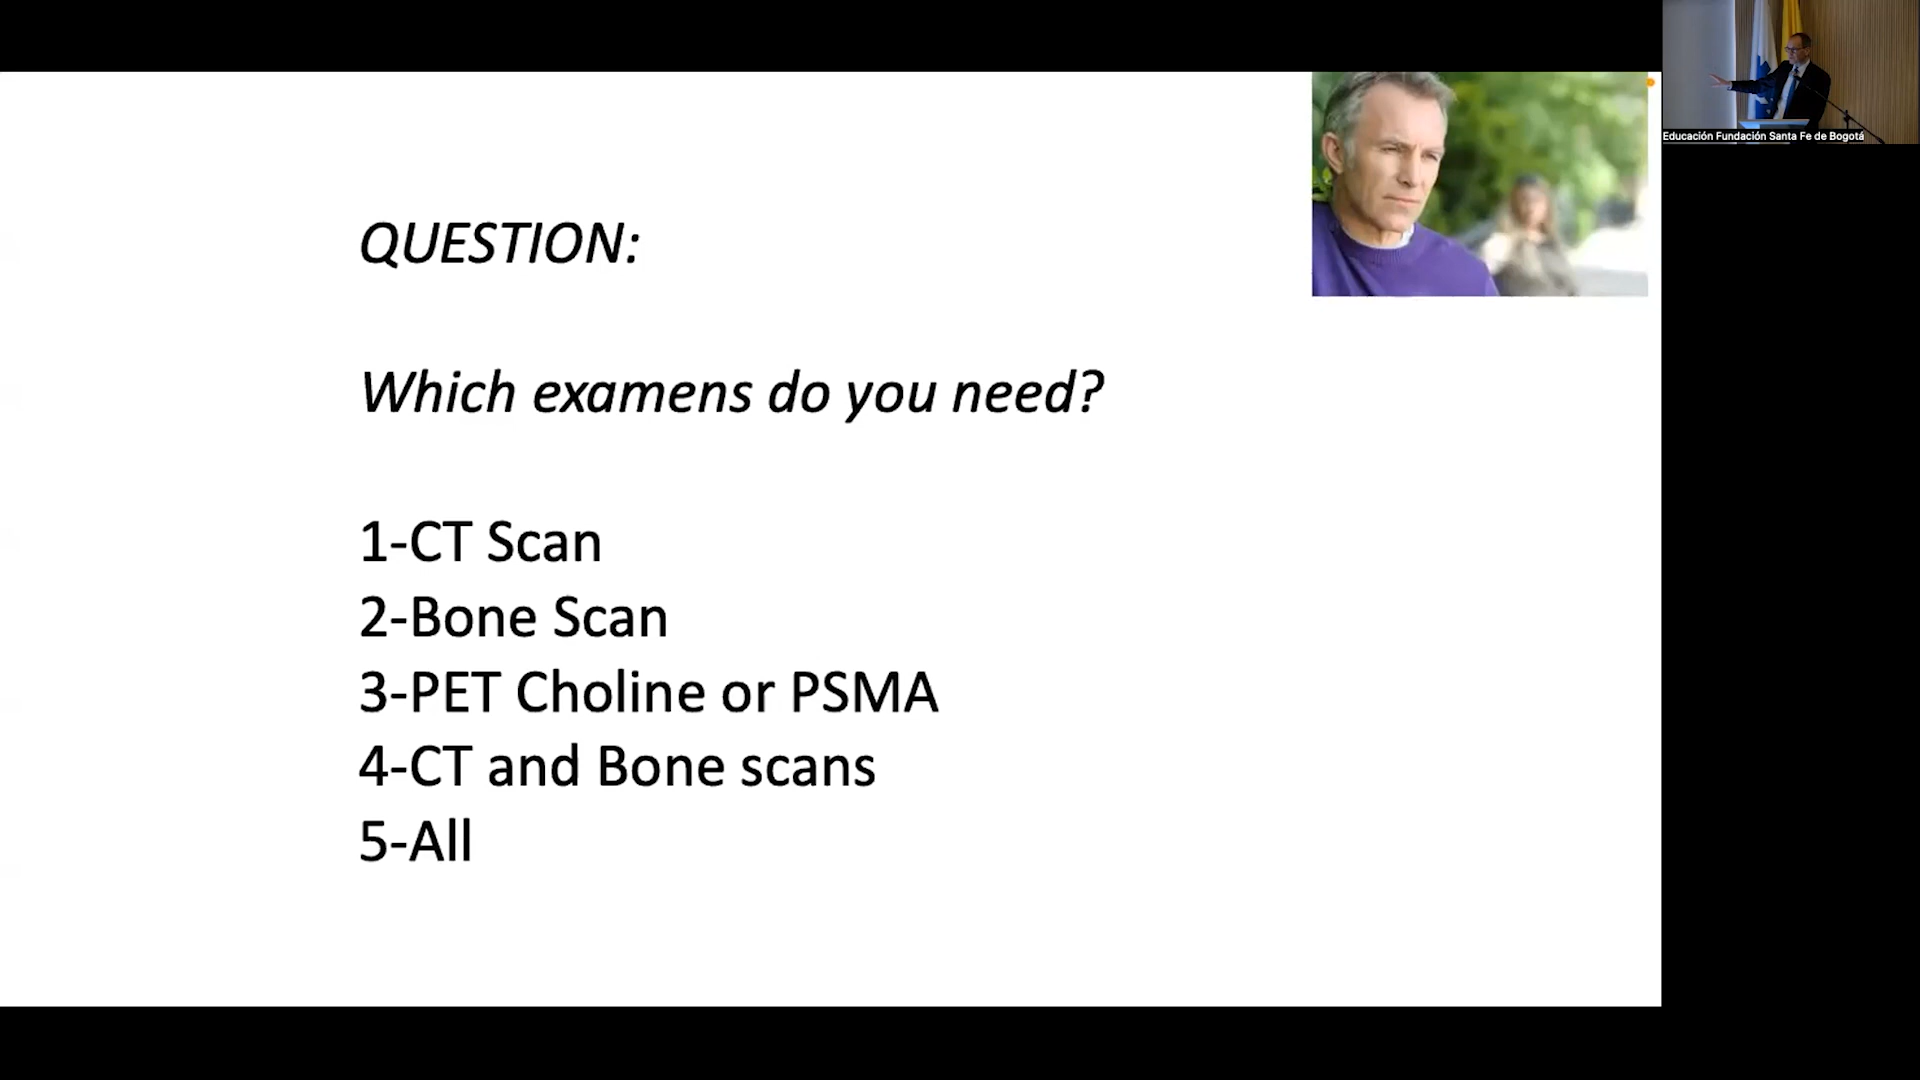 QUESTION:
Which examens do you need?
1-CT Scan
2-Bone Scan
3-PET Choline or PSMA
4-CT and Bone scans
5-All
Educación Fundación Santa Fe de Bogotá